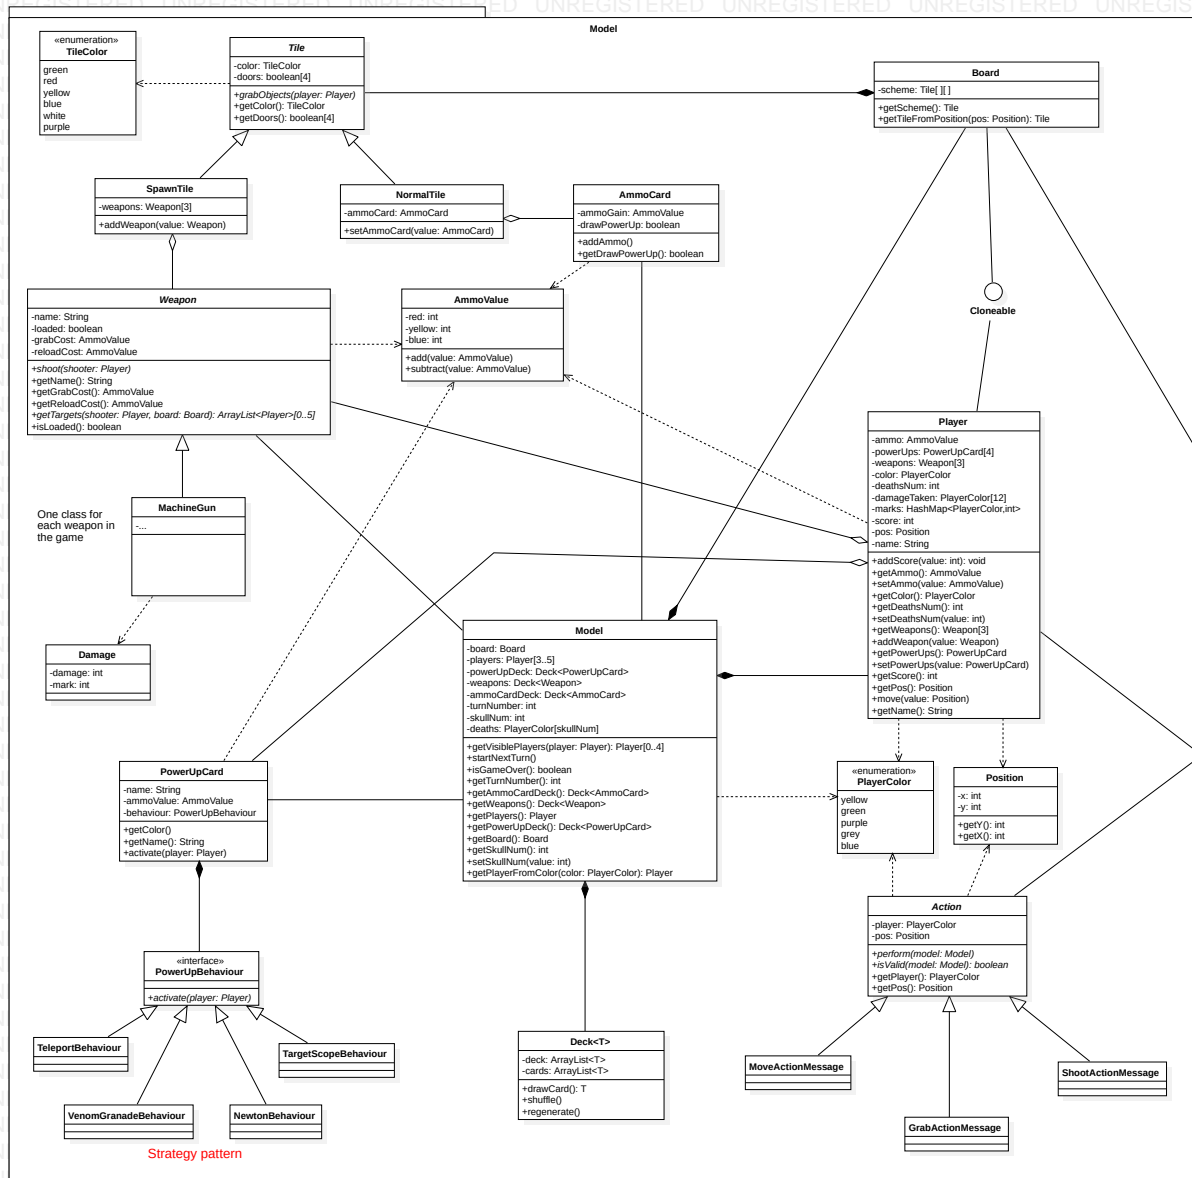 UNREGISTERED UNREGISTERED UNREGISTERED UNREGISTERED
Model
«enumeration»
TileColor
green
red
yellow
blue
white
purple
Tile
-color: TileColor
-doors: boolean[4]
+grabObjects(player: Player)
+getColor(): TileColor
+getDoors(): boolean[4]
Board
-scheme: Tile[ ][ ]
+getScheme(): Tile
+getTileFromPosition(pos: Position): Tile
SpawnTile
-weapons: Weapon[3]
+addWeapon(value: Weapon)
NormalTile
-ammoCard: AmmoCard
+setAmmoCard(value: AmmoCard)
AmmoCard
-ammoGain: AmmoValue
-drawPowerUp: boolean
+addAmmo()
+getDrawPowerUp(): boolean
Cloneable
Weapon
-name: String
-loaded: boolean
-grabCost: AmmoValue
-reloadCost: AmmoValue
+shoot(shooter: Player)
+getName(): String
+getGrabCost(): AmmoValue
+getReloadCost(): AmmoValue
+getTargets(shooter: Player, board: Board): ArrayList<Player>[0..5]
+isLoaded(): boolean
AmmoValue
-red: int
-yellow: int
-blue: int
+add(value: AmmoValue)
+subtract(value: AmmoValue)
Player
-ammo: AmmoValue
-powerUps: PowerUpCard[4]
-weapons: Weapon[3]
-color: PlayerColor
-deathsNum: int
-damageTaken: PlayerColor[12]
-marks: HashMap<PlayerColor,int>
-score: int
-pos: Position
-name: String
+addScore(value: int): void
+getAmmo(): AmmoValue
+setAmmo(value: AmmoValue)
+getColor(): PlayerColor
+getDeathsNum(): int
+setDeathsNum(value: int)
+getWeapons(): Weapon[3]
+addWeapon(value: Weapon)
+getPowerUps(): PowerUpCard
+setPowerUps(value: PowerUpCard)
+getScore(): int
+getPos(): Position
+move(value: Position)
+getName(): String
One class for
each weapon in
the game
MachineGun
-...
Damage
-damage: int
-mark: int
Model
-board: Board
-players: Player[3..5]
-powerUpDeck: Deck<PowerUpCard>
-weapons: Deck<Weapon>
-ammoCardDeck: Deck<AmmoCard>
-turnNumber: int
-skullNum: int
-deaths: PlayerColor[skullNum]
+getVisiblePlayers(player: Player): Player[0..4]
+startNextTurn()
+isGameOver(): boolean
+getTurnNumber(): int
+getAmmoCardDeck(): Deck<AmmoCard>
+getWeapons(): Deck<Weapon>
+getPlayers(): Player
+getPowerUpDeck(): Deck<PowerUpCard>
+getBoard(): Board
+getSkullNum(): int
+setSkullNum(value: int)
+getPlayerFromColor(color: PlayerColor): Player
PowerUpCard
-name: String
-ammoValue: AmmoValue
-behaviour: PowerUpBehaviour
+getColor()
+getName(): String
+activate(player: Player)
«enumeration»
PlayerColor
yellow
green
purple
grey
blue
Position
-x: int
-y: int
+getY(): int
+getX(): int
Action
-player: PlayerColor
-pos: Position
+perform(model: Model)
+isValid(model: Model): boolean
+getPlayer(): PlayerColor
+getPos(): Position
«interface»
PowerUpBehaviour
+activate(player: Player)
TeleportBehaviour
TargetScopeBehaviour
VenomGranadeBehaviour
NewtonBehaviour
Strategy pattern
Deck<T>
-deck: ArrayList<T>
-cards: ArrayList<T>
+drawCard(): T
+shuffle()
+regenerate()
MoveActionMessage
ShootActionMessage
GrabActionMessage